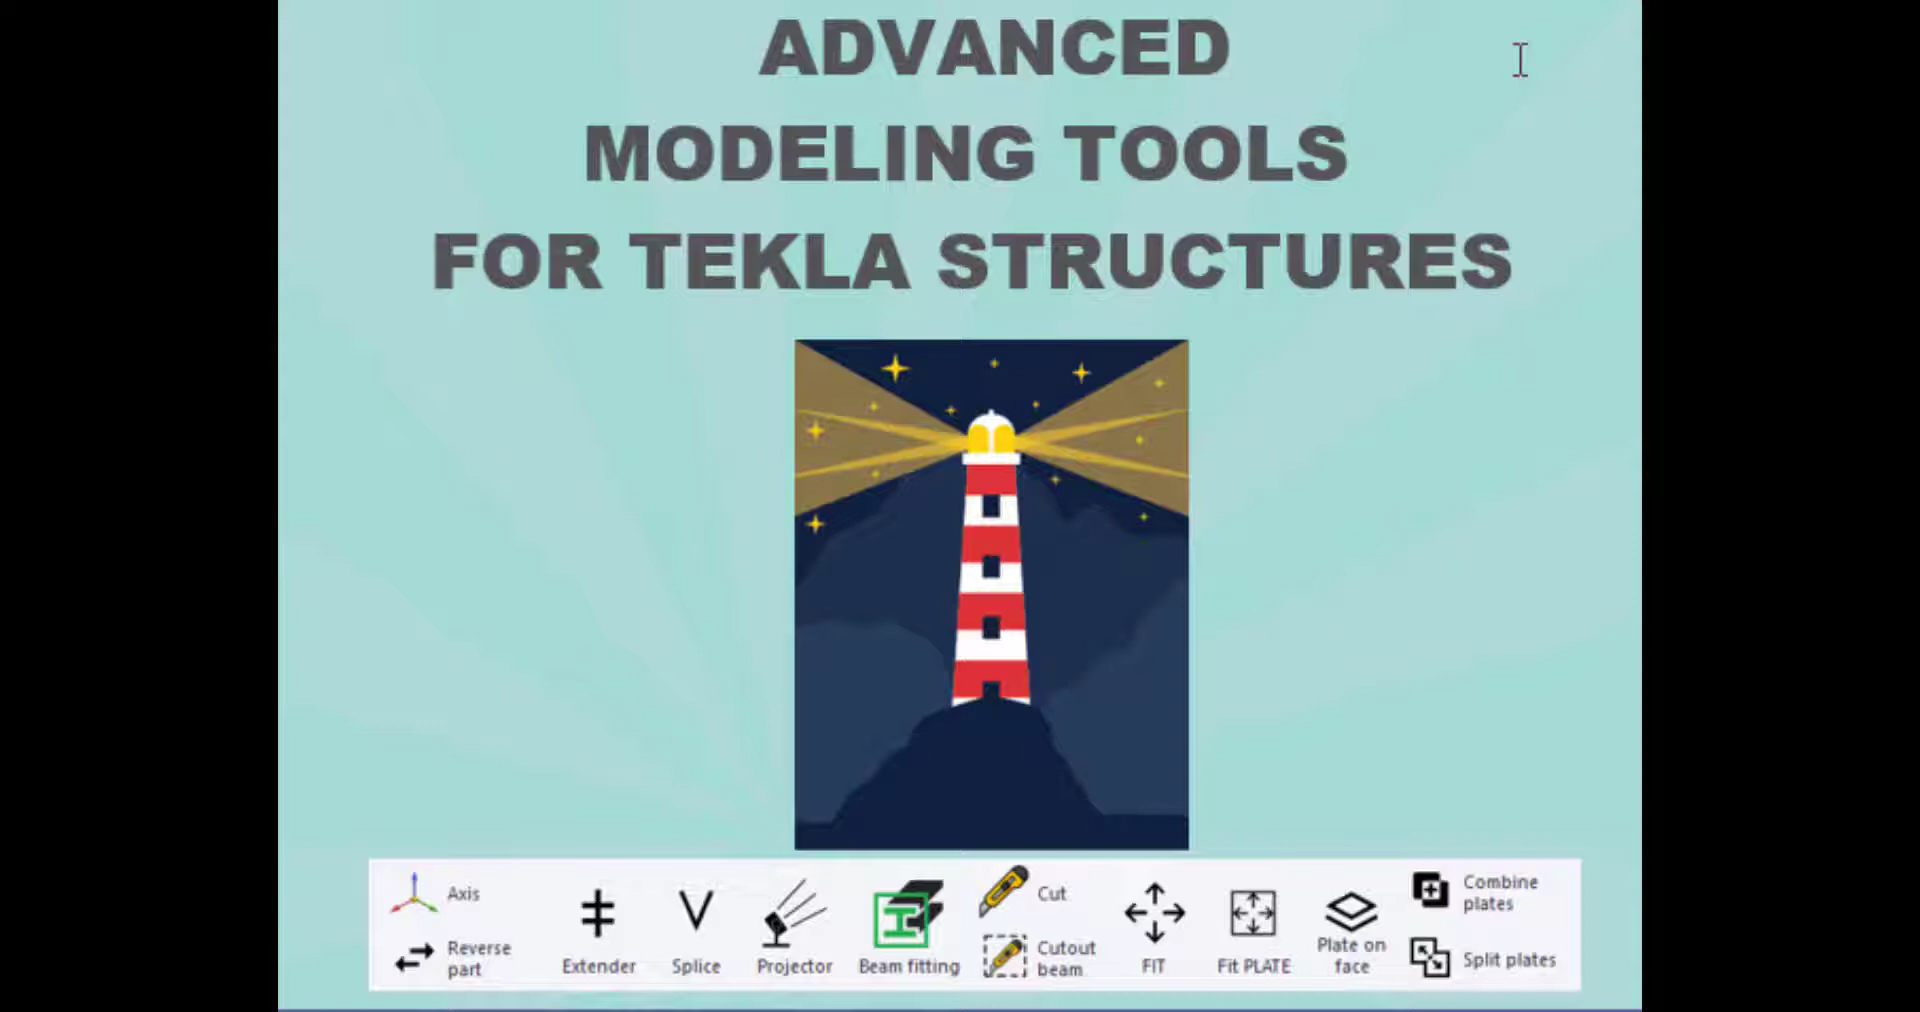 ADVANCED
MODELING TOOLS
FOR TEKLA STRUCTURES
Axis
Reverse
part
Extender
Splice
Projector
Beam fitting
Cut
Cutout
beam
FIT
Fit PLATE
Plate on
face
Combine
plates
Split plates